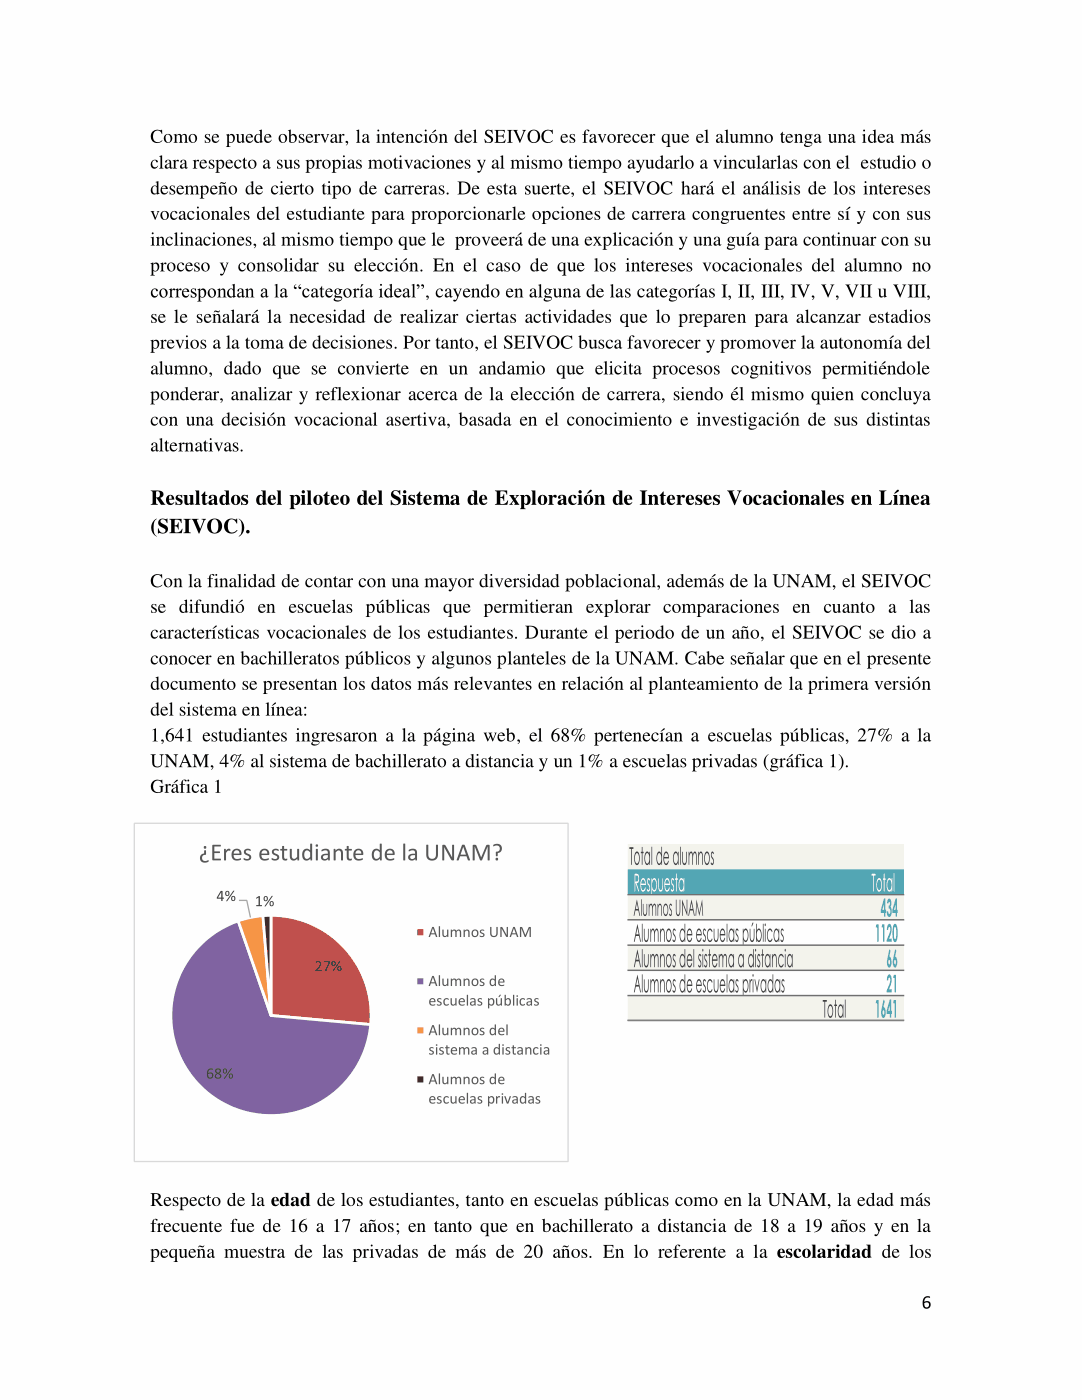 Como se puede observar, la intención del SEIVOC es favorecer que el alumno tenga una idea más
clara respecto a sus propias motivaciones y al mismo tiempo ayudarlo a vincularlas con el estudio o
desempeño de cierto tipo de carreras. De esta suerte, el SEIVOC hará el análisis de los intereses
vocacionales del estudiante para proporcionarle opciones de carrera congruentes entre sí y con sus
inclinaciones, al mismo tiempo que le proveerá de una explicación y una guía para continuar con su
proceso y consolidar su elección. En el caso de que los intereses vocacionales del alumno no
correspondan a la “categoría ideal”, cayendo en alguna de las categorías I, II, III, IV, V, VII u VIII,
se le señalará la necesidad de realizar ciertas actividades que lo preparen para alcanzar estadios
previos a la toma de decisiones. Por tanto, el SEIVOC busca favorecer y promover la autonomía del
alumno, dado que se convierte en un andamio que elicita procesos cognitivos permitiéndole
ponderar, analizar y reflexionar acerca de la elección de carrera, siendo él mismo quien concluya
con una decisión vocacional asertiva, basada en el conocimiento e investigación de sus distintas
alternativas.
Resultados del piloteo del Sistema de Exploración de Intereses Vocacionales en Línea
(SEIVOC).
Con la finalidad de contar con una mayor diversidad poblacional, además de la UNAM, el SEIVOC
se difundió en escuelas públicas que permitieran explorar comparaciones en cuanto a las
características vocacionales de los estudiantes. Durante el periodo de un año, el SEIVOC se dio a
conocer en bachilleratos públicos y algunos planteles de la UNAM. Cabe señalar que en el presente
documento se presentan los datos más relevantes en relación al planteamiento de la primera versión
del sistema en línea:
1,641 estudiantes ingresaron a la página web, el 68% pertenecían a escuelas públicas, 27% a la
UNAM, 4% al sistema de bachillerato a distancia y un 1% a escuelas privadas (gráfica 1).
Gráfica 1
¿Eres estudiante de la UNAM?
4%
1%
27%
68%
Alumnos UNAM
Alumnos de
escuelas públicas
Alumnos del
sistema a distancia
Alumnos de
escuelas privadas
Total de alumnos
Respuesta Total
Alumnos UNAM 434
Alumnos de escuelas públicas 1120
Alumnos del sistema a distancia 66
Alumnos de escuelas privadas 21
Total 1641
Respecto de la edad de los estudiantes, tanto en escuelas públicas como en la UNAM, la edad más
frecuente fue de 16 a 17 años; en tanto que en bachillerato a distancia de 18 a 19 años y en la
pequeña muestra de las privadas de más de 20 años. En lo referente a la escolaridad de los
6